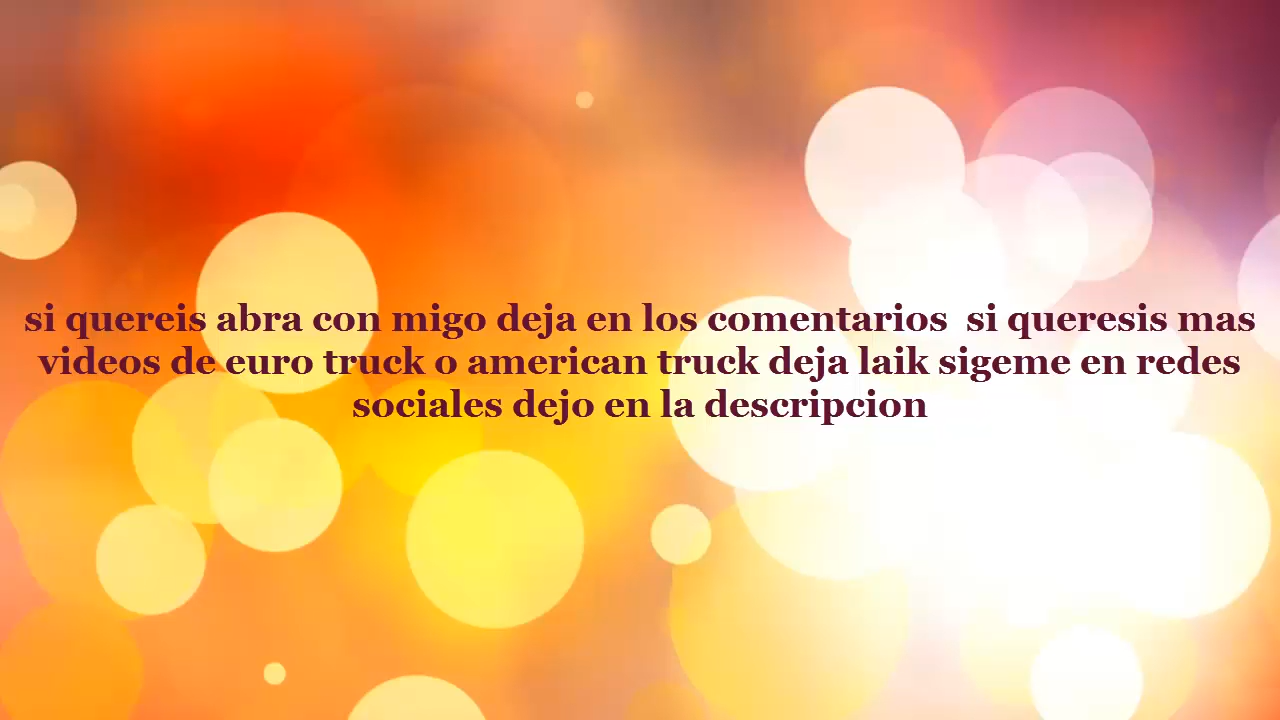 si quereis abra con migo deja en los comentarios  si queresis mas
videos de euro truck o american truck deja laik sigeme en redes
sociales dejo en la descripcion